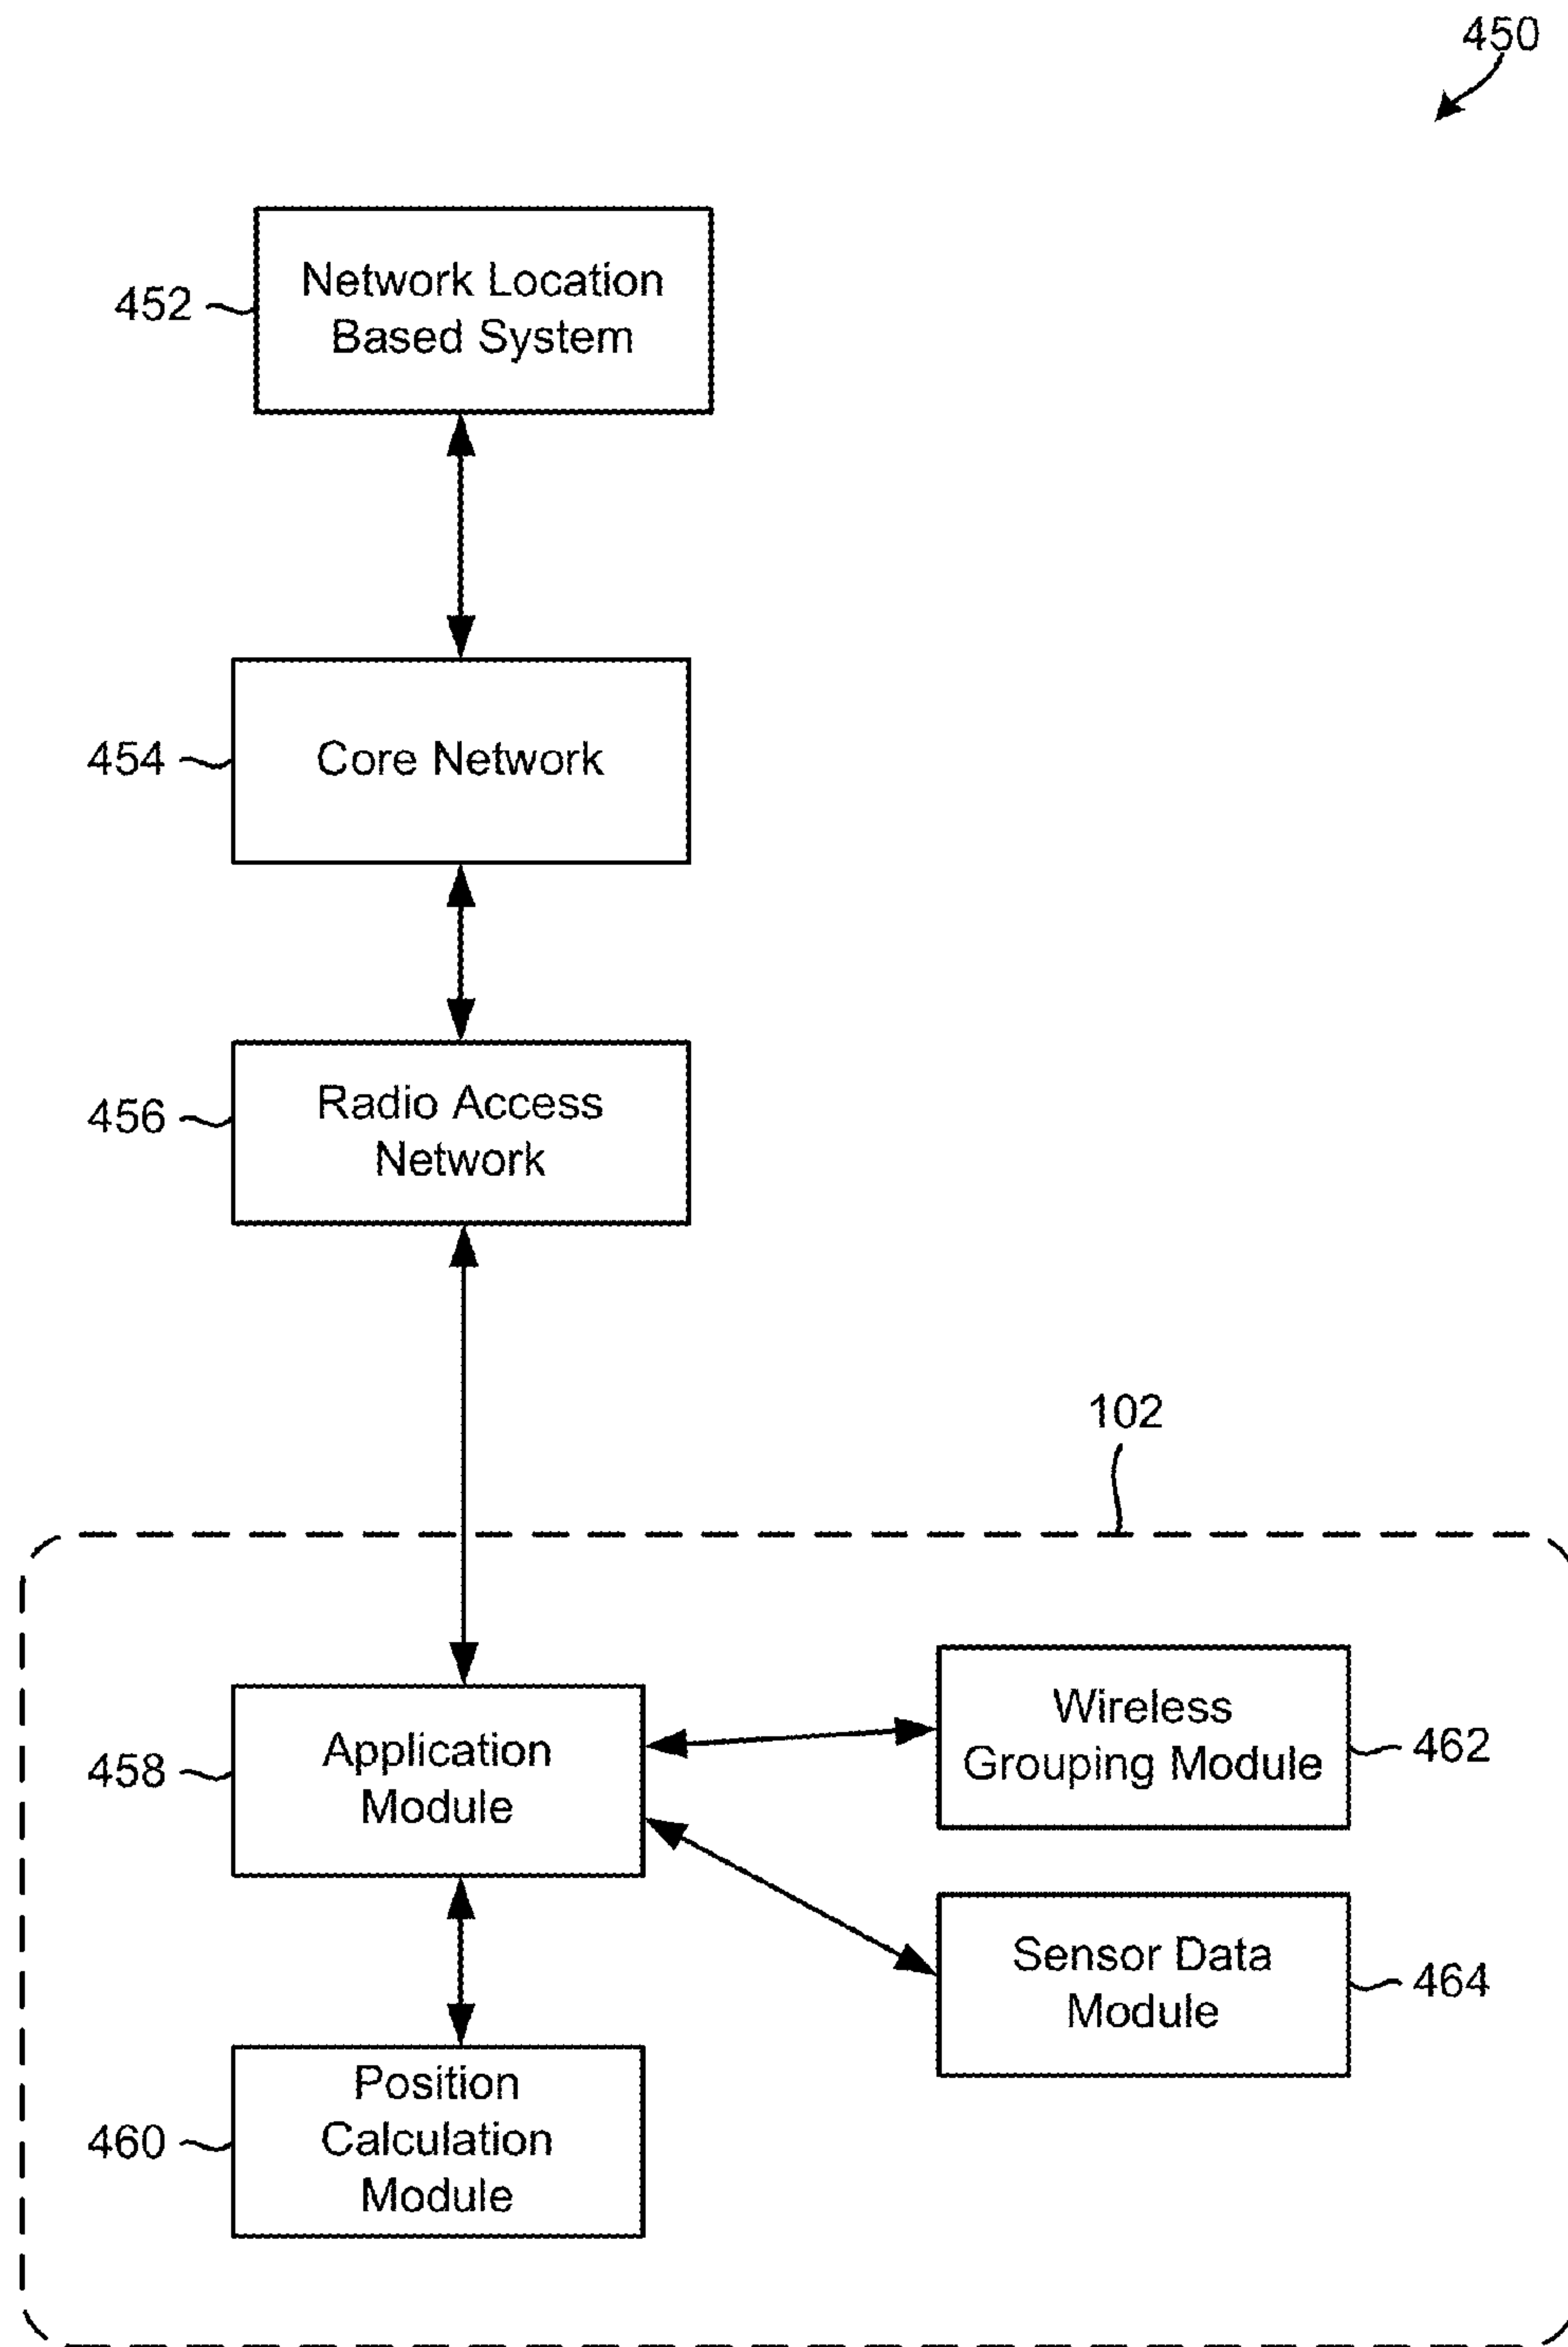 450
Network Location
Based System
452
Core Network
454
Radio Access
Network
456
102
Application
Module
458
Wireless
Grouping Module
462
Sensor Data
Module
464
Position
Calculation
Module
460